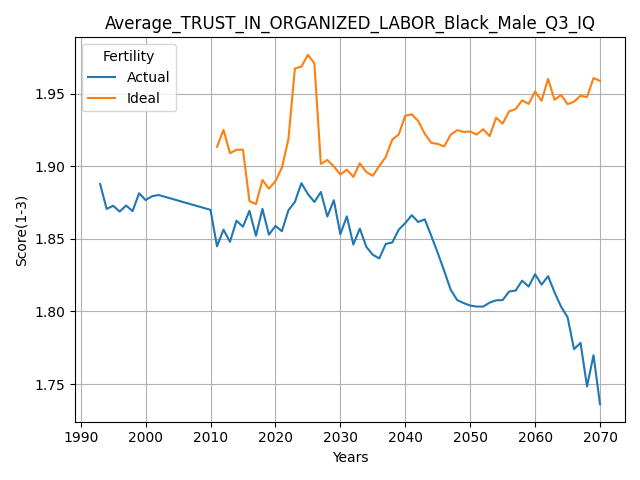 Average_TRUST_IN_ORGANIZED_LABOR_Black_Male_Q3_IQ
Fertility
Actual
Ideal
Score(1-3)
1.95
1.90
1.85
1.80
1.75
1990 2000 2010 2020 2030 2040 2050 2060 2070
Years